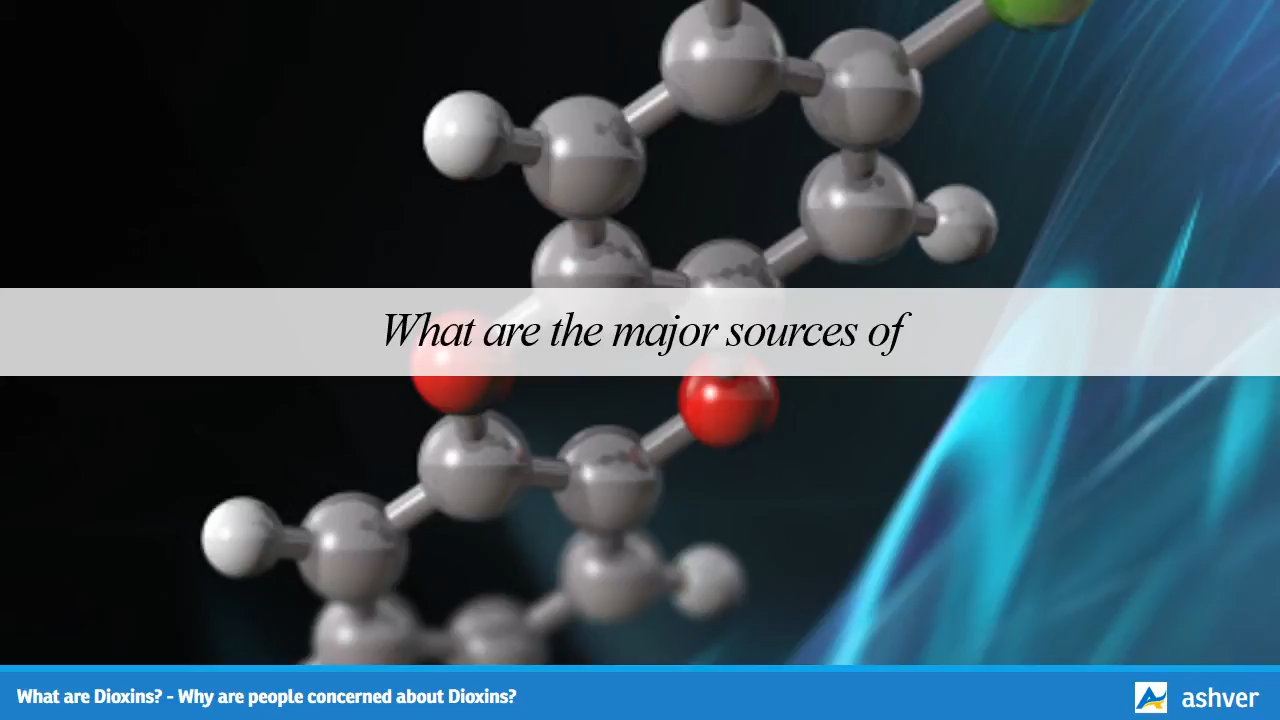 What are the major sources of
What are Dioxins? - Why are people concerned about Dioxins?
ashver